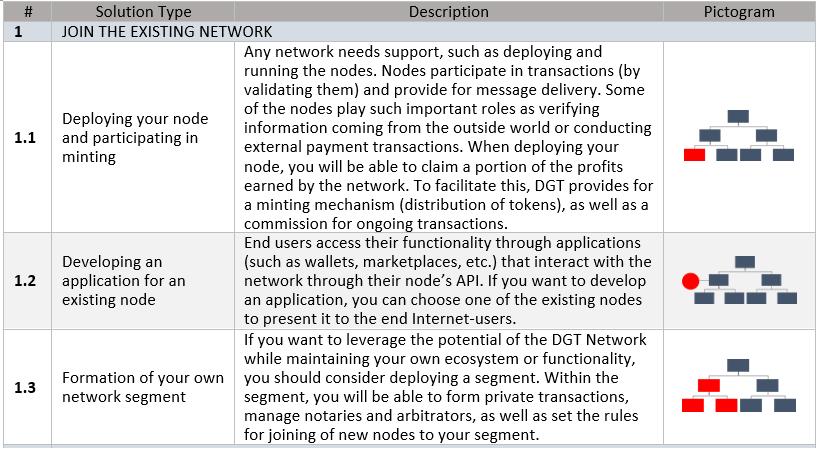 # Solution Type Description Pictogram
1 JOIN THE EXISTING NETWORK
1.1
Deploying your node
and participating in
minting
Any network needs support, such as deploying and
running the nodes. Nodes participate in transactions (by
validating them) and provide for message delivery. Some
of the nodes play such important roles as verifying
information coming from the outside world or conducting
external payment transactions. When deploying your
node, you will be able to claim a portion of the profits
earned by the network. To facilitate this, DGT provides for
a minting mechanism (distribution of tokens), as well as a
commission for ongoing transactions.
1.2
Developing an
application for an
existing node
End users access their functionality through applications
(such as wallets, marketplaces, etc.) that interact with the
network through their node's API. If you want to develop
an application, you can choose one of the existing nodes
to present it to the end Internet-users.
1.3
Formation of your own
network segment
If you want to leverage the potential of the DGT Network
while maintaining your own ecosystem or functionality,
you should consider deploying a segment. Within the
segment, you will be able to form private transactions,
manage notaries and arbitrators, as well as set the rules
for joining of new nodes to your segment.